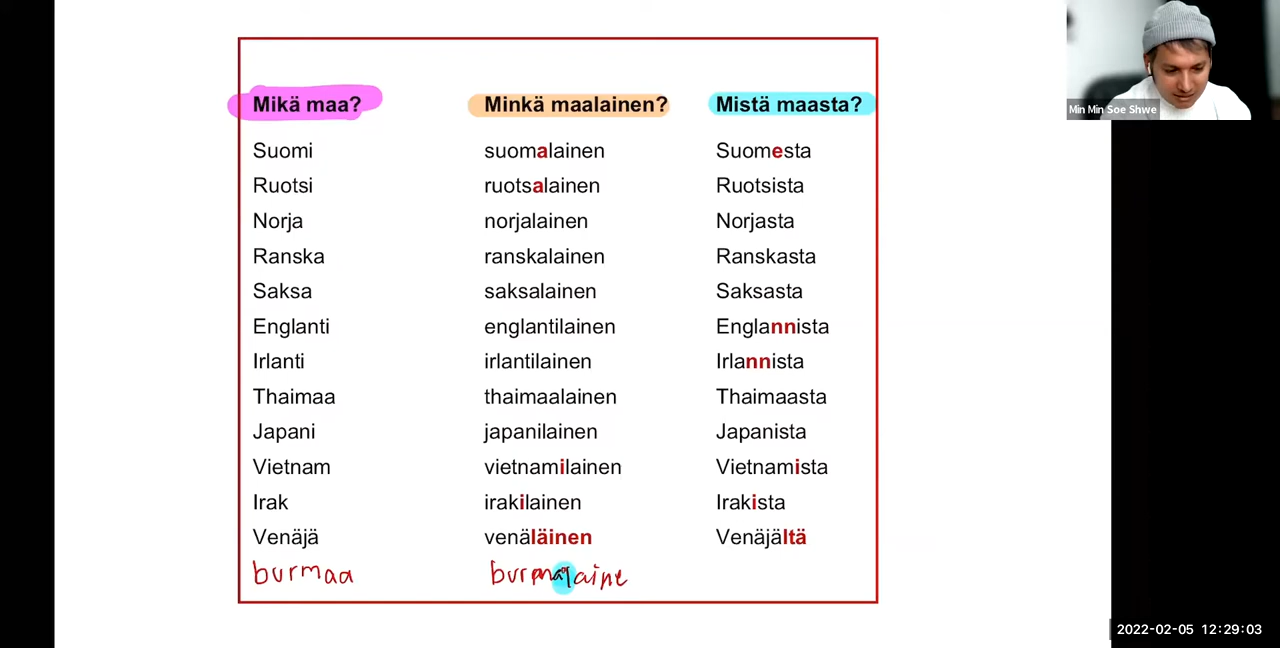 Mikä maa? Minkä maalainen? Mistä maasta?
Min Min Soe Shwe
Suomi suomalainen Suomesta
Ruotsi ruotsalainen Ruotsista
Norja norjalainen Norjasta
Ranska ranskalainen Ranskasta
Saksa saksalainen Saksasta
Englanti englantilainen Englannista
Irlanti irlantilainen Irlannista
Thaimaa thaimaalainen Thaimaasta
Japani japanilainen Japanista
Vietnam vietnamilainen Vietnamista
Irak irakilainen Irakista
Venäjä venäläinen Venäjältä
burmaa
2022-02-05 12:29:03